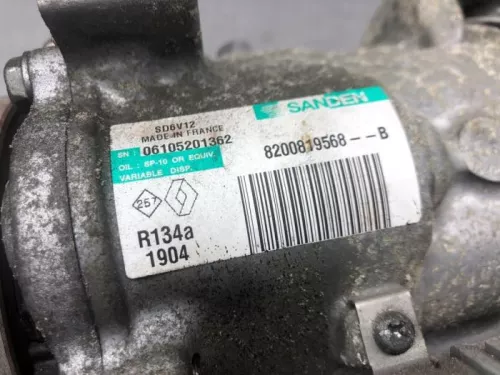 SD6V12
MADE IN FRANCE
SN: 06105201362
OIL: SP-10 OR EQUIV.
VARIABLE DISP.
257
R134a
1904
SANDEN
8200819568--B